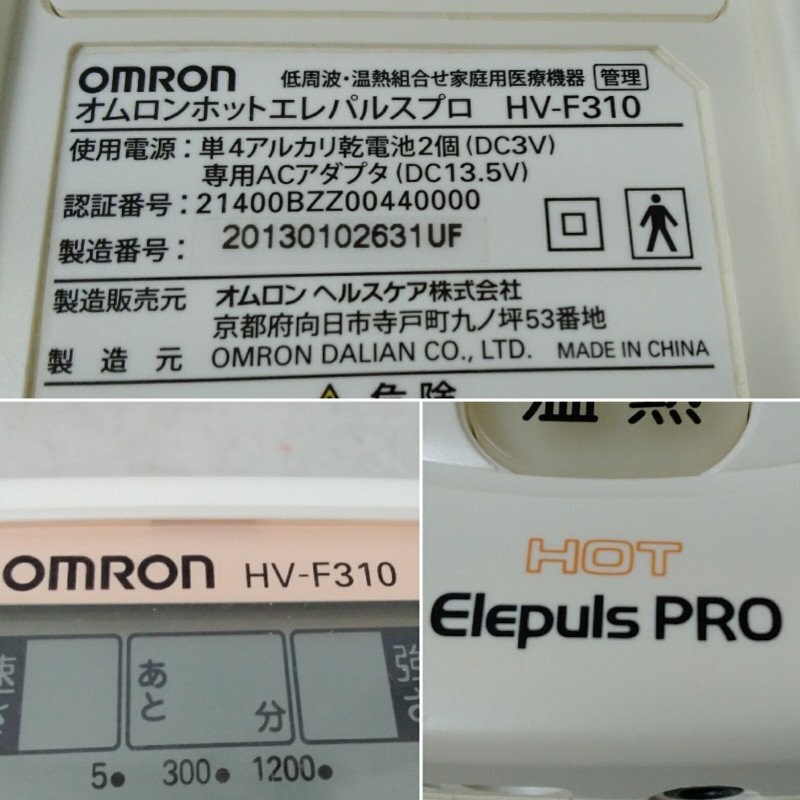 OMRON 低周波・温熱組合せ家庭用医療機器 管理
オムロンホットエレパルスプロ HV-F310
使用電源：単4アルカリ乾電池2個(DC3V)
専用ACアダプタ(DC13.5V)
認証番号：21400BZZ00440000
製造番号：20130102631UF
製造販売元 オムロン ヘルスケア株式会社
京都府向日市寺戸町九ノ坪53番地
製造元 OMRON DALIAN CO., LTD. MADE IN CHINA
危険
OMRON HV-F310
速さ あと 分 強さ
5 300 1200
温熱
HOT
Elepuls PRO